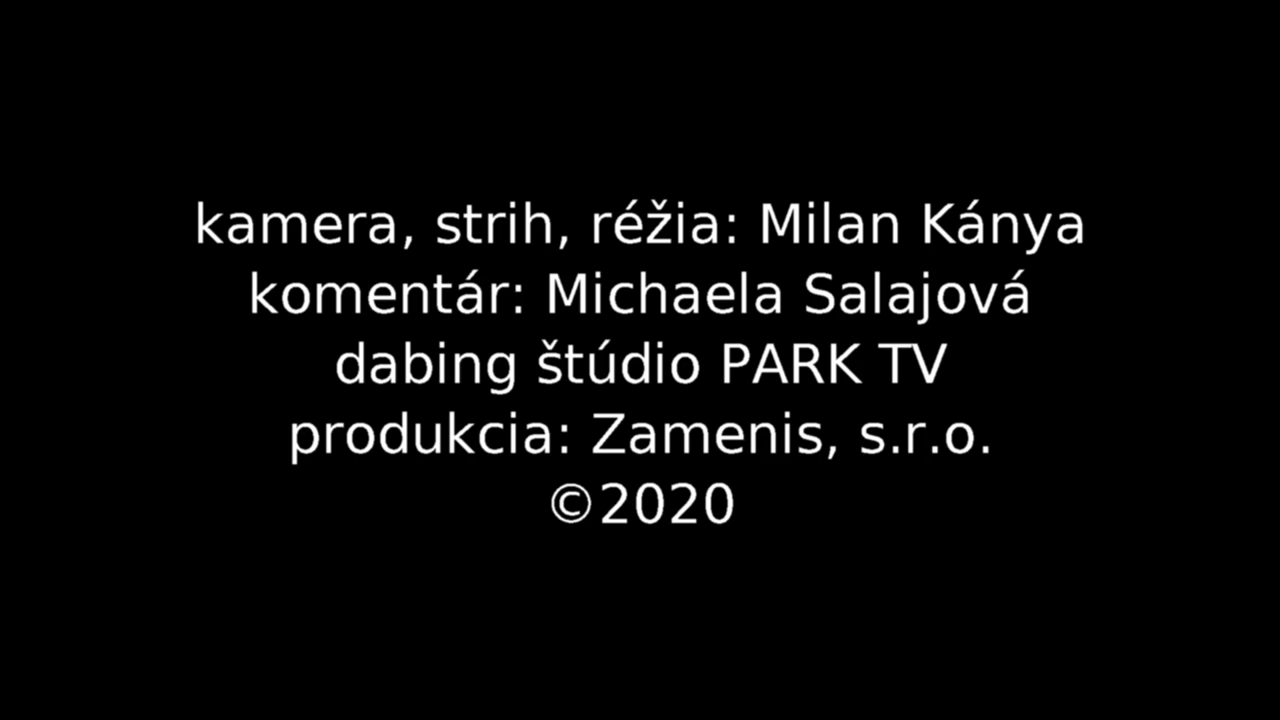 kamera, strih, réžia: Milan Kánya
komentár: Michaela Salajová
dabing štúdio PARK TV
produkcia: Zamenis, s.r.o.
©2020